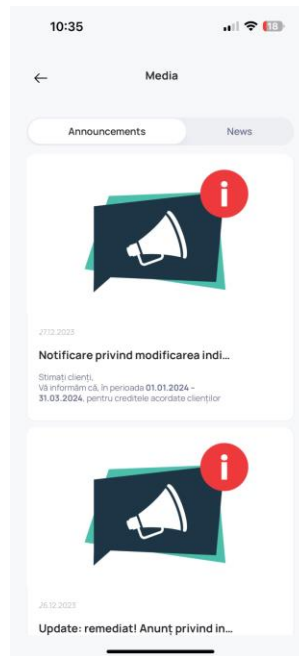 10:35
18
Media
Announcements
News
27.12.2023
Notificare privind modificarea indi...
Stimați clienți,
Vă informăm că, în perioada 01.01.2024 –
31.03.2024, pentru creditele acordate clienților
26.12.2023
Update: remediat! Anunț privind in...